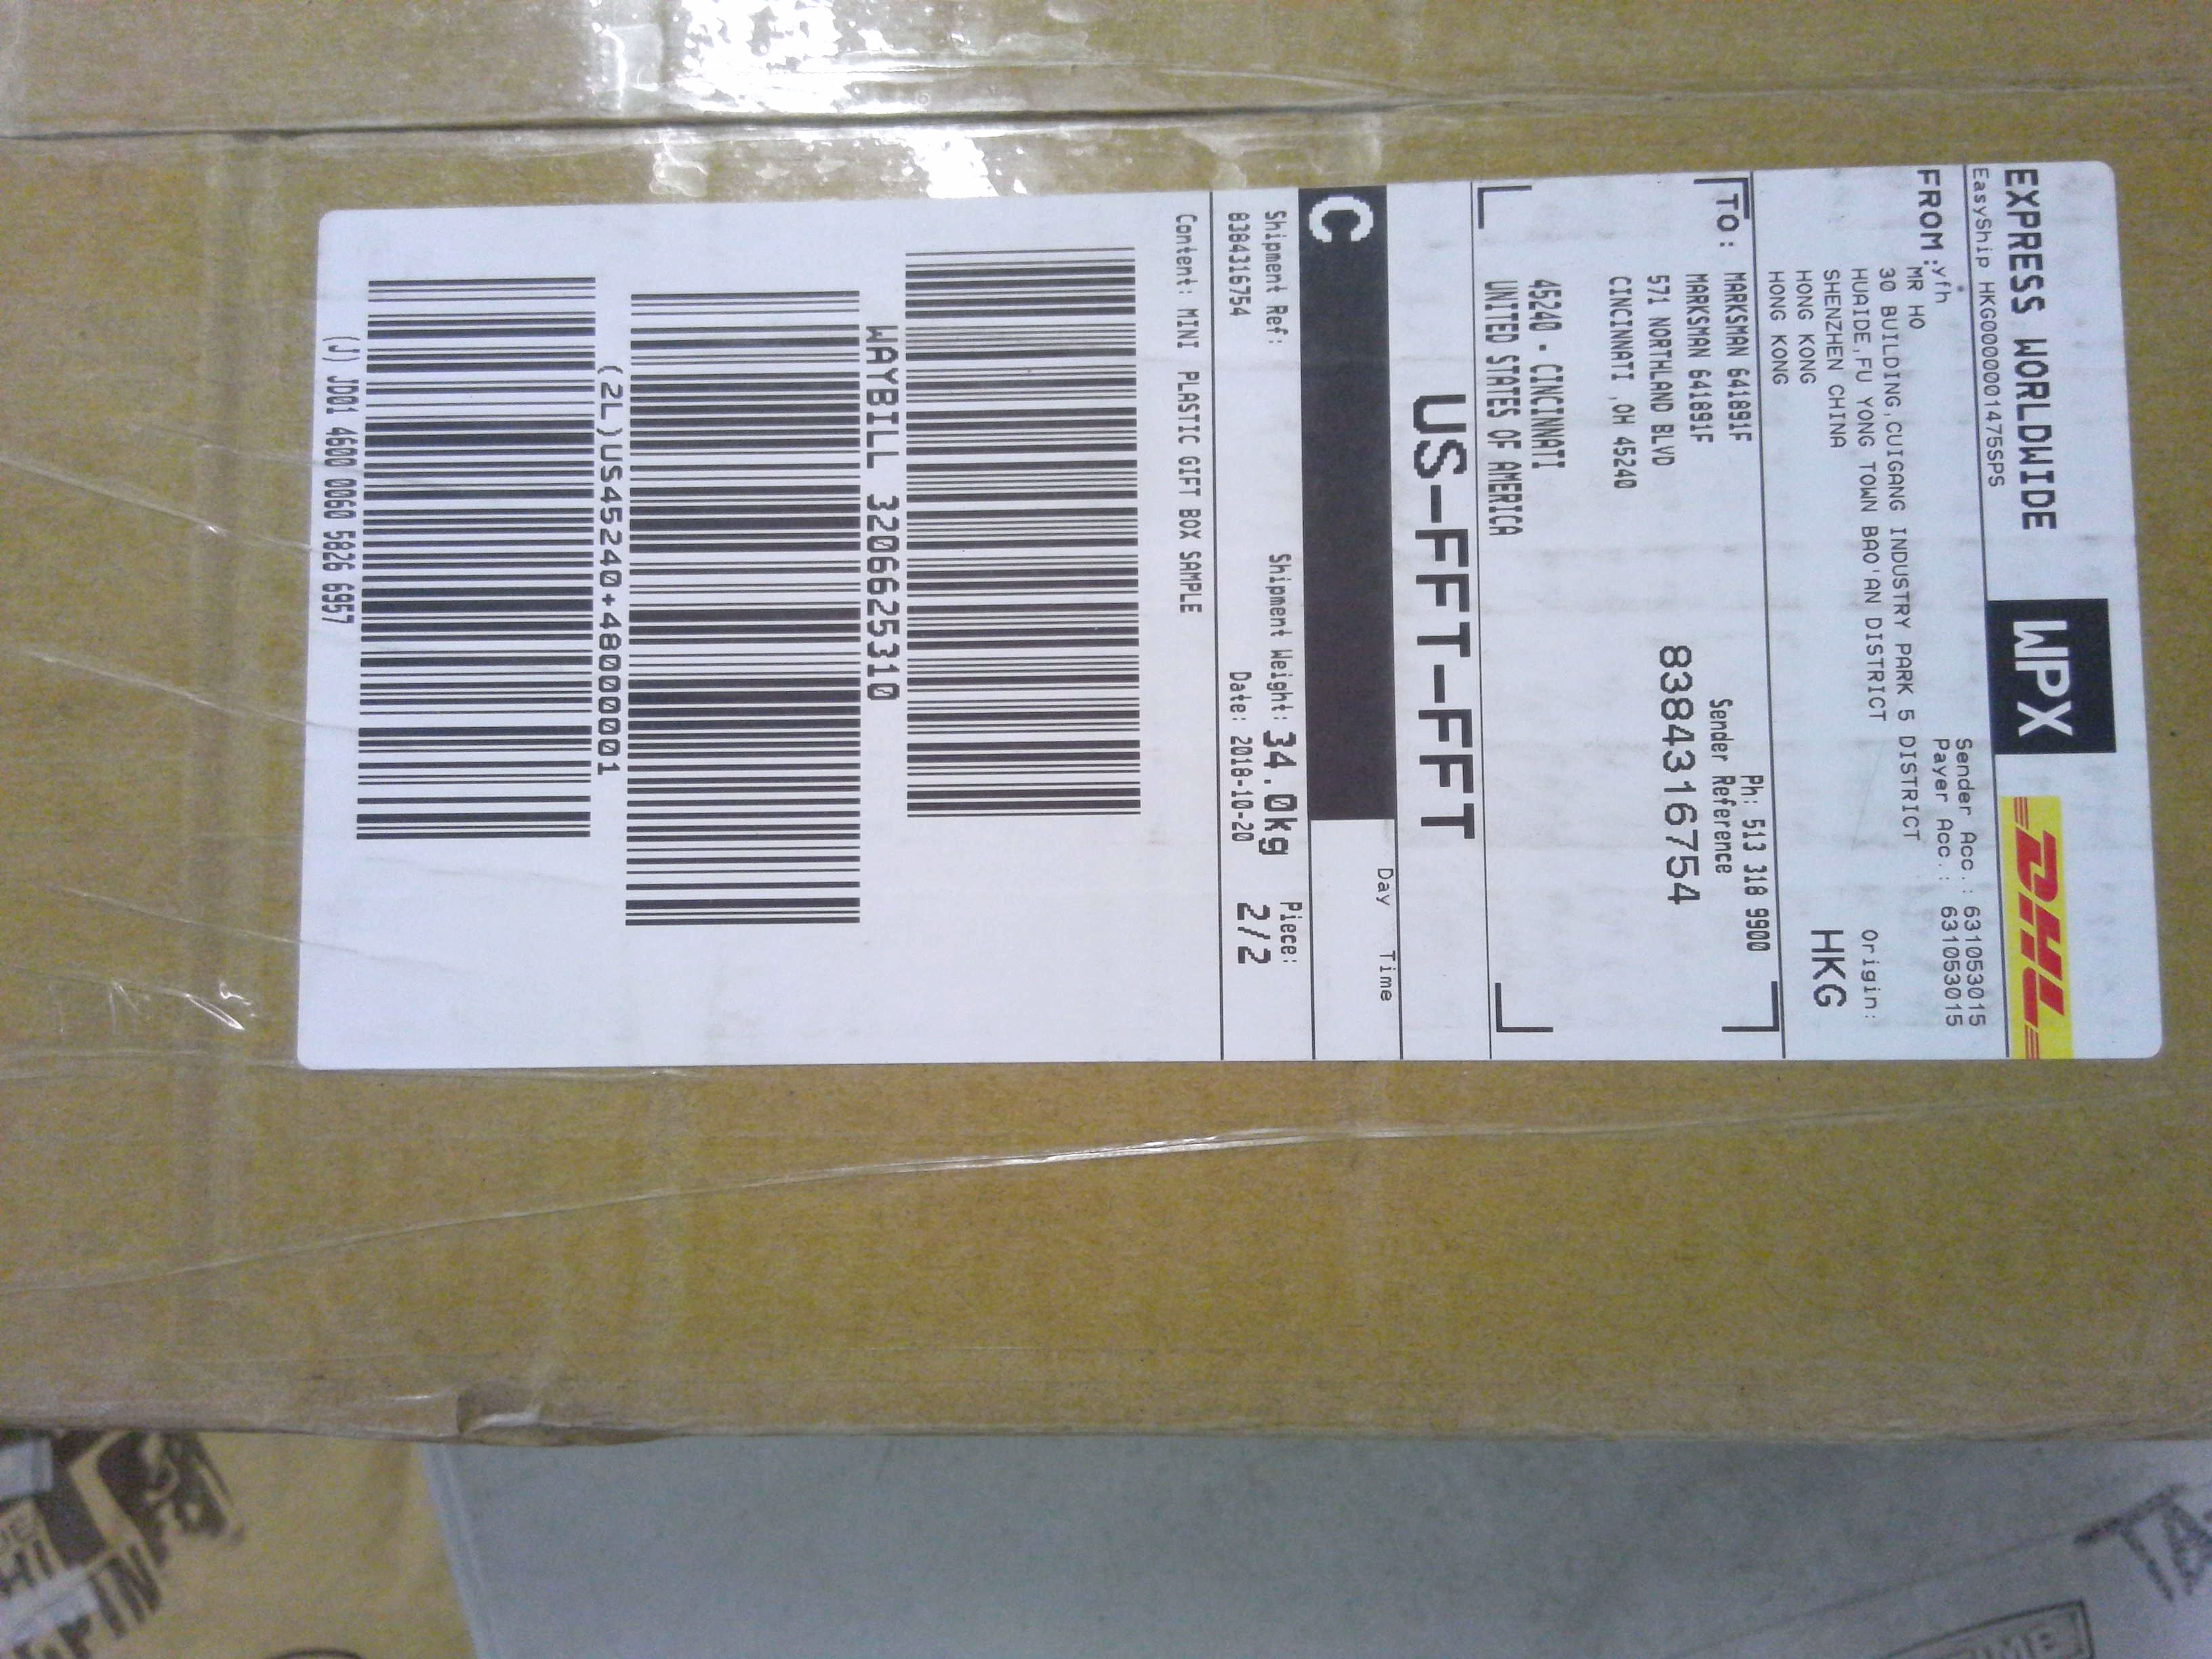 EXPRESS WORLDWIDE
WPX
DHL
EasyShip HKG0000001475SPS
FROM: yfh
MR HO
30 BUILDING,CUIGANG INDUSTRY PARK 5 DISTRICT
HUAIDE,FU YONG TOWN BAO'AN DISTRICT
SHENZHEN CHINA
HONG KONG
HONG KONG
Sender Acc.: 631053015
Payer Acc.: 631053015
Origin:
HKG
TO: MARKSMAN 641891F
MARKSMAN 641891F
571 NORTHLAND BLVD
CINCINNATI ,OH 45240
45240 - CINCINNATI
UNITED STATES OF AMERICA
Ph: 513 318 9900
Sender Reference
8384316754
US-FFT-FFT
C
Day Time
Shipment Ref: Shipment Weight: 34.0kg Piece:
8384316754 Date: 2018-10-20 2/2
Content: MINI PLASTIC GIFT BOX SAMPLE
WAYBILL 3206625310
(2L)US45240+48000001
(J) JD01 4600 0060 5826 6957